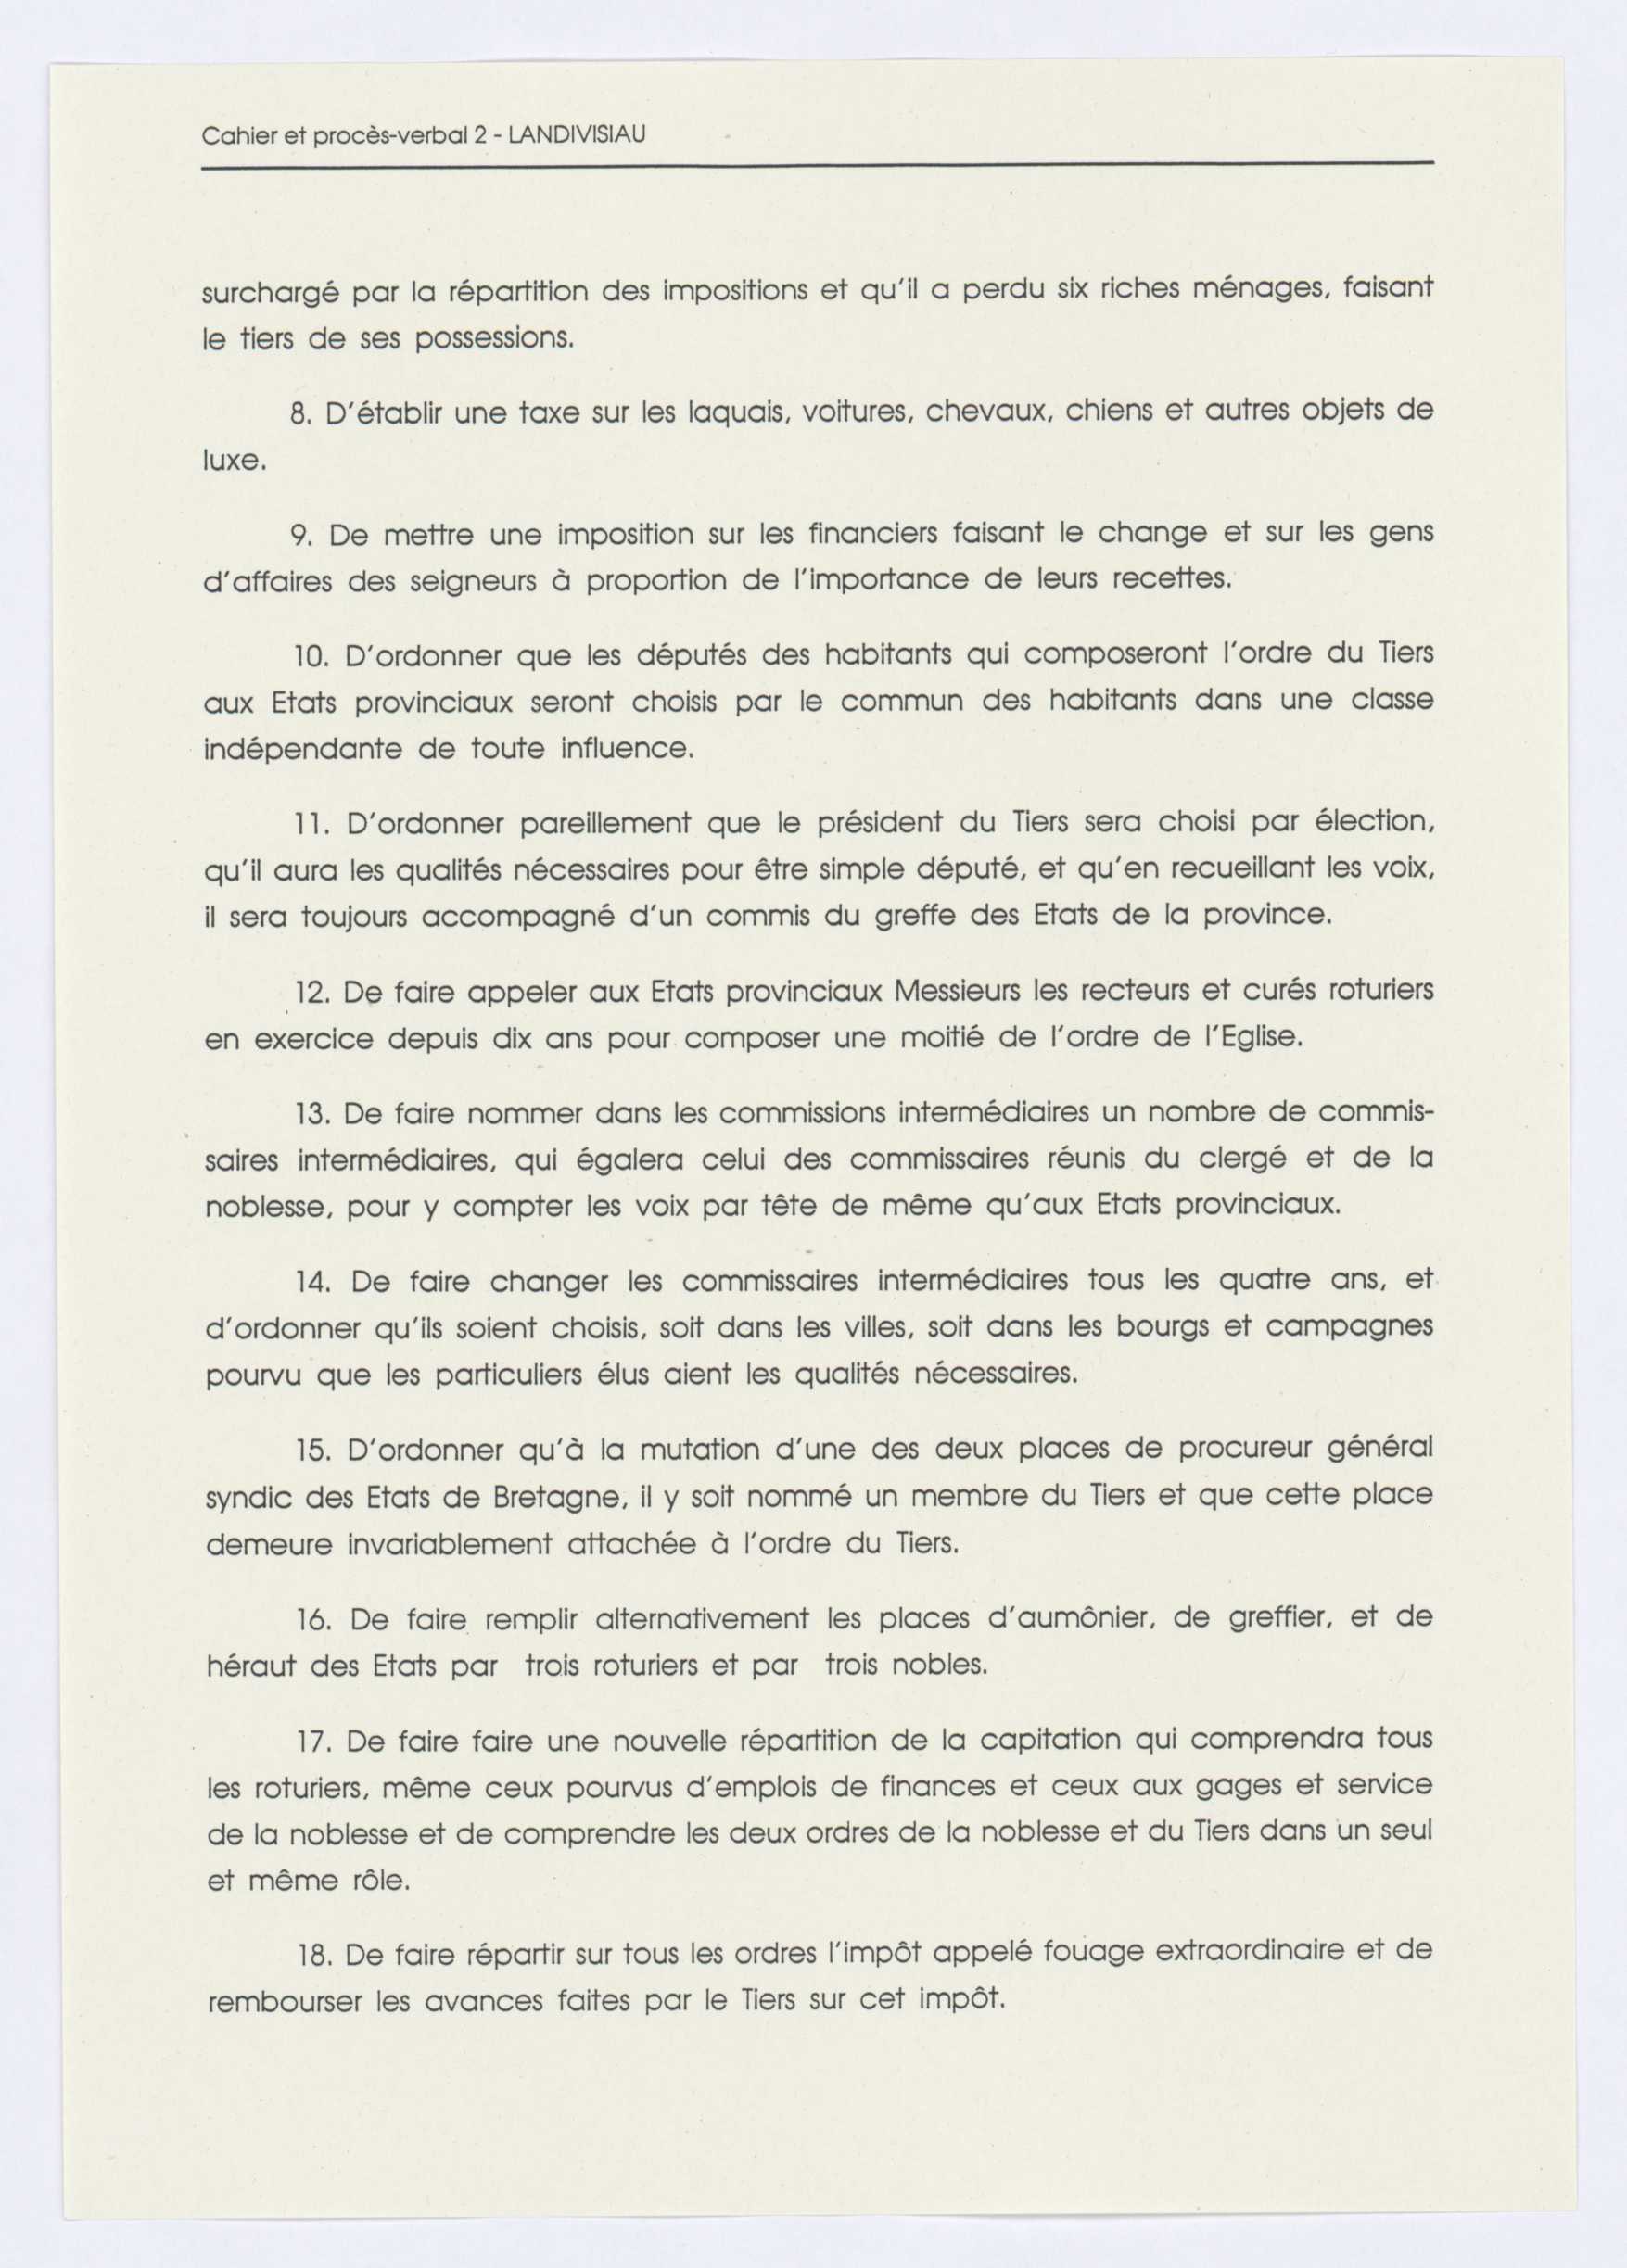 Cahier et procès-verbal 2 - LANDIVISIAU
surchargé par la répartition des impositions et qu'il a perdu six riches ménages, faisant
le tiers de ses possessions.
8. D'établir une taxe sur les laquais, voitures, chevaux, chiens et autres objets de
luxe.
9. De mettre une imposition sur les financiers faisant le change et sur les gens
d'affaires des seigneurs à proportion de l'importance de leurs recettes.
10. D'ordonner que les députés des habitants qui composeront l'ordre du Tiers
aux Etats provinciaux seront choisis par le commun des habitants dans une classe
indépendante de toute influence.
11. D'ordonner pareillement que le président du Tiers sera choisi par élection,
qu'il aura les qualités nécessaires pour être simple député, et qu'en recueillant les voix,
il sera toujours accompagné d'un commis du greffe des Etats de la province.
12. De faire appeler aux Etats provinciaux Messieurs les recteurs et curés roturiers
en exercice depuis dix ans pour composer une moitié de l'ordre de l'Eglise.
13. De faire nommer dans les commissions intermédiaires un nombre de commis-
saires intermédiaires, qui égalera celui des commissaires réunis du clergé et de la
noblesse, pour y compter les voix par tête de même qu'aux Etats provinciaux.
14. De faire changer les commissaires intermédiaires tous les quatre ans, et
d'ordonner qu'ils soient choisis, soit dans les villes, soit dans les bourgs et campagnes
pourvu que les particuliers élus aient les qualités nécessaires.
15. D'ordonner qu'à la mutation d'une des deux places de procureur général
syndic des Etats de Bretagne, il y soit nommé un membre du Tiers et que cette place
demeure invariablement attachée à l'ordre du Tiers.
16. De faire remplir alternativement les places d'aumônier, de greffier, et de
héraut des Etats par trois roturiers et par trois nobles.
17. De faire faire une nouvelle répartition de la capitation qui comprendra tous
les roturiers, même ceux pourvus d'emplois de finances et ceux aux gages et service
de la noblesse et de comprendre les deux ordres de la noblesse et du Tiers dans un seul
et même rôle.
18. De faire répartir sur tous les ordres l'impôt appelé fouage extraordinaire et de
rembourser les avances faites par le Tiers sur cet impôt.